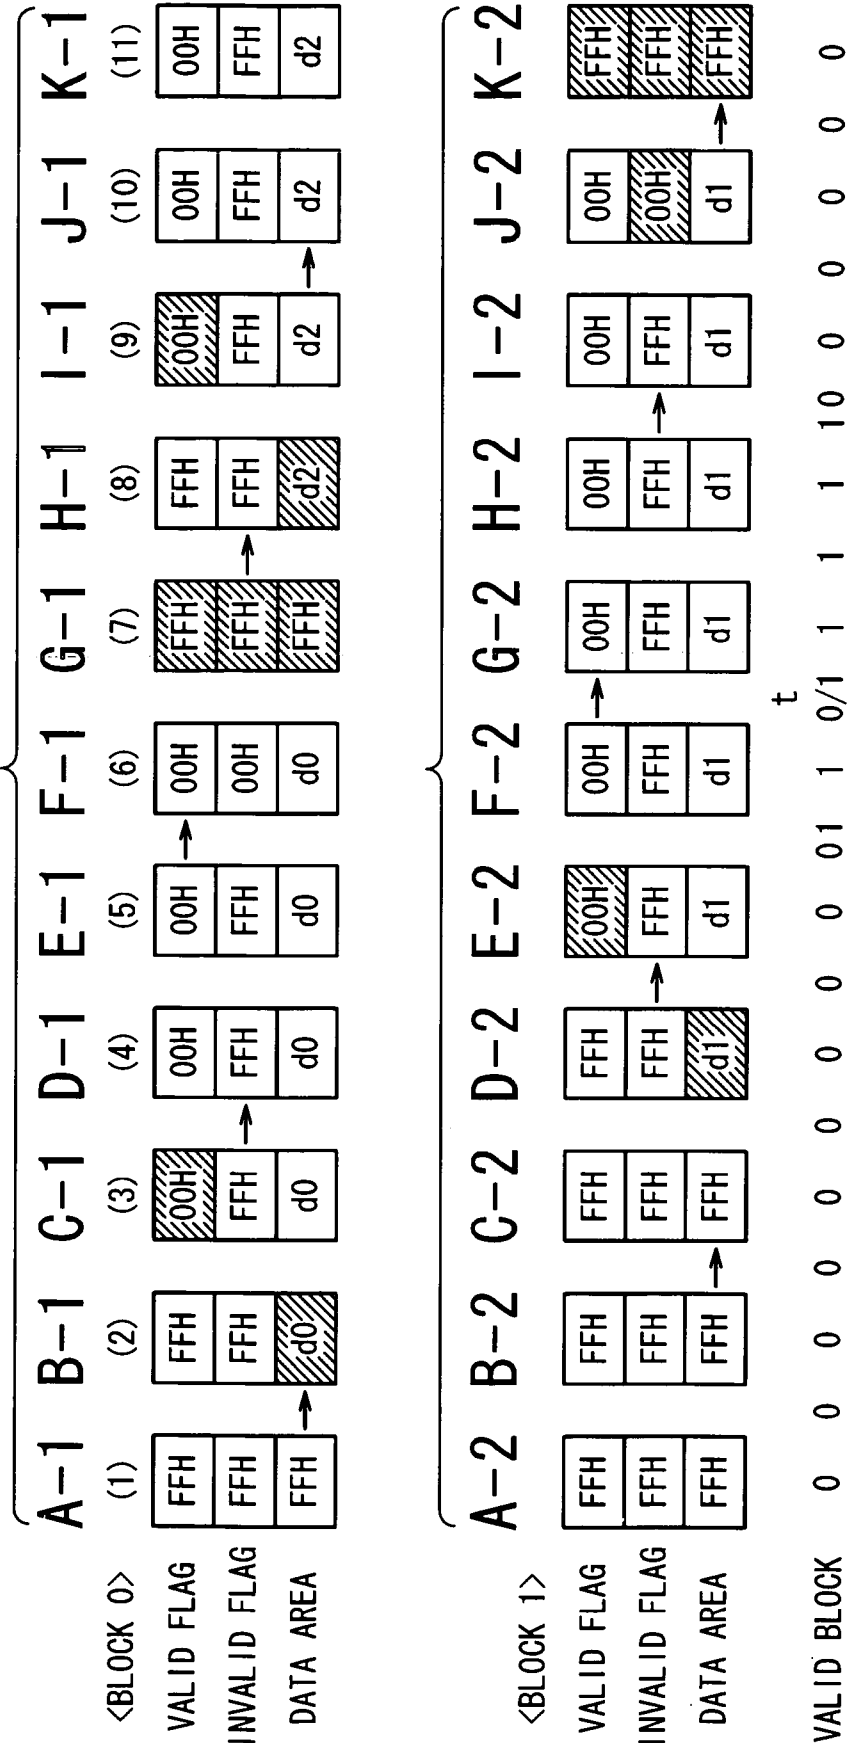 A-1 B-1 C-1 D-1 E-1 F-1 G-1 H-1 I-1 J-1 K-1
<BLOCK 0> (1) (2) (3) (4) (5) (6) (7) (8) (9) (10) (11)
VALID FLAG FFH FFH 00H 00H 00H 00H FFH FFH 00H 00H 00H
INVALID FLAG FFH FFH FFH FFH FFH 00H FFH FFH FFH FFH FFH
DATA AREA FFH d0 d0 d0 d0 d0 FFH d2 d2 d2 d2
A-2 B-2 C-2 D-2 E-2 F-2 G-2 H-2 I-2 J-2 K-2
<BLOCK 1>
VALID FLAG FFH FFH FFH FFH 00H 00H 00H 00H 00H 00H FFH
INVALID FLAG FFH FFH FFH FFH FFH FFH FFH FFH FFH 00H FFH
DATA AREA FFH FFH FFH d1 d1 d1 d1 d1 d1 d1 FFH
t
VALID BLOCK 0 0 0 0 0 0 0 0 0 01 1 0/1 1 1 1 10 0 0 0 0 0